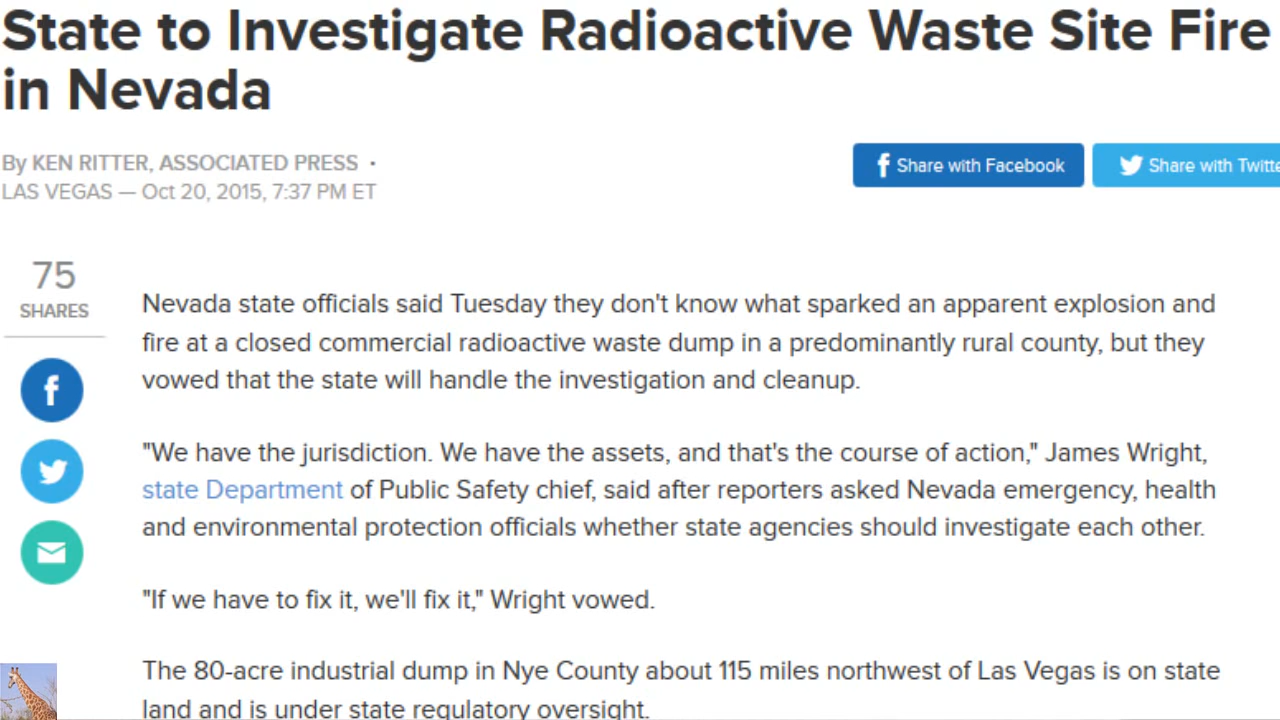 State to Investigate Radioactive Waste Site Fire
in Nevada
By KEN RITTER, ASSOCIATED PRESS •
LAS VEGAS — Oct 20, 2015, 7:37 PM ET
Share with Facebook
Share with Twitte
75
SHARES
Nevada state officials said Tuesday they don't know what sparked an apparent explosion and
fire at a closed commercial radioactive waste dump in a predominantly rural county, but they
vowed that the state will handle the investigation and cleanup.
"We have the jurisdiction. We have the assets, and that's the course of action," James Wright,
state Department of Public Safety chief, said after reporters asked Nevada emergency, health
and environmental protection officials whether state agencies should investigate each other.
"If we have to fix it, we'll fix it," Wright vowed.
The 80-acre industrial dump in Nye County about 115 miles northwest of Las Vegas is on state
land and is under state regulatory oversight.